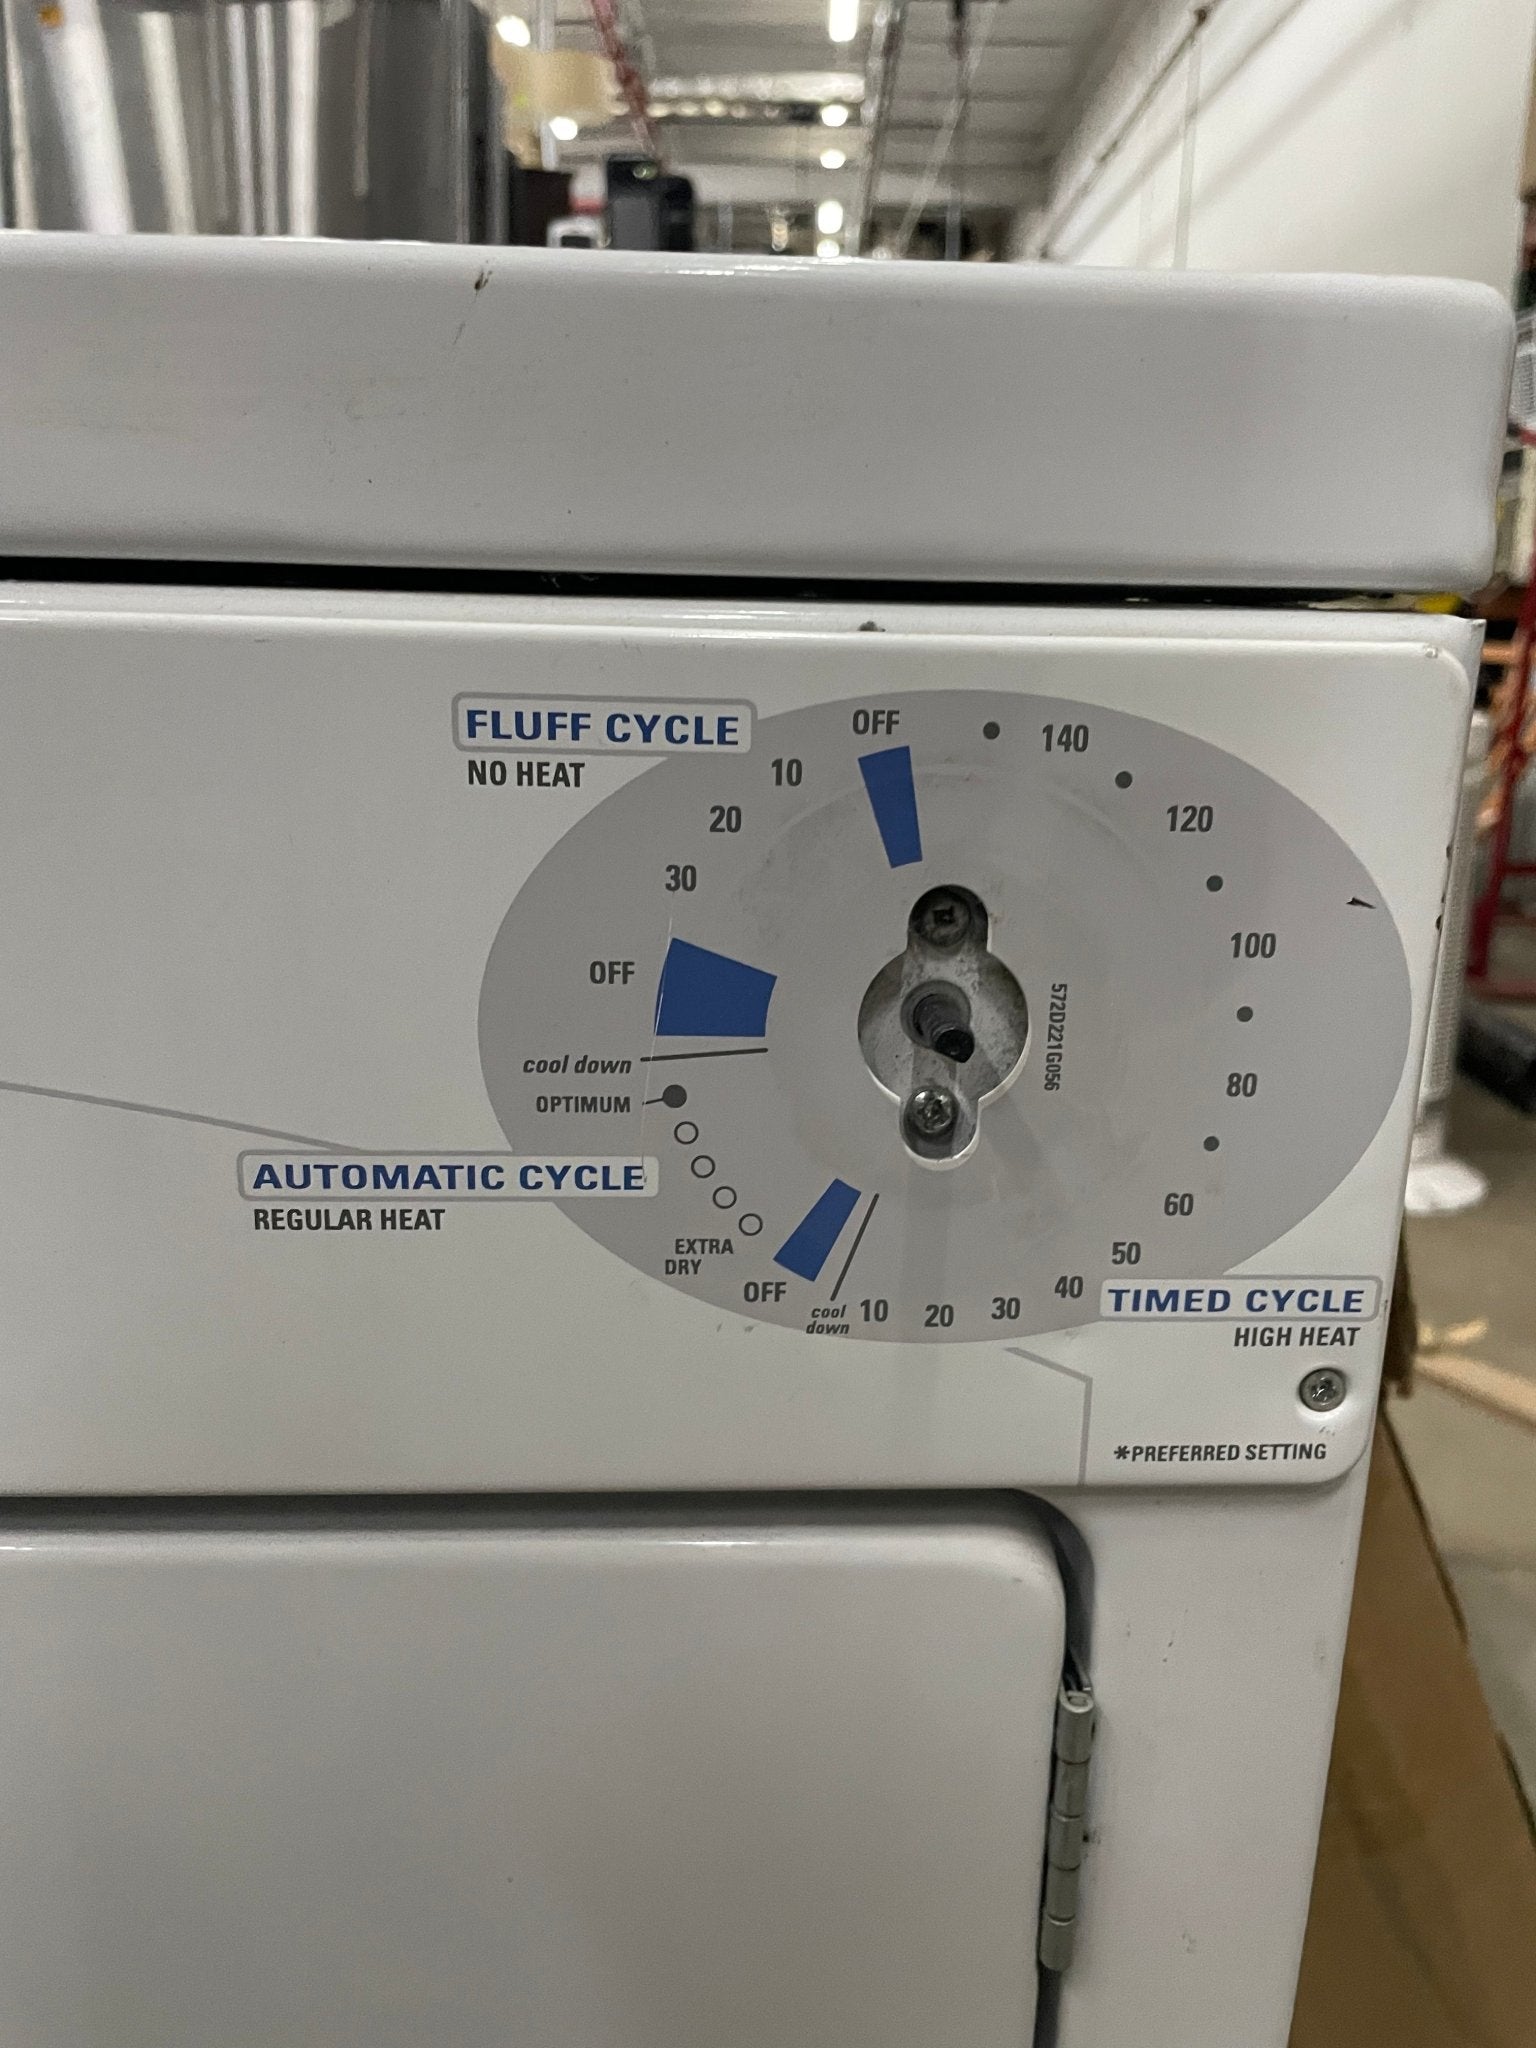 FLUFF CYCLE
NO HEAT
OFF
10
20
30
140
120
100
80
60
50
40
30
20
10
OFF
cool down
OPTIMUM
AUTOMATIC CYCLE
REGULAR HEAT
EXTRA
DRY
OFF
cool
down
572D221G056
TIMED CYCLE
HIGH HEAT
*PREFERRED SETTING